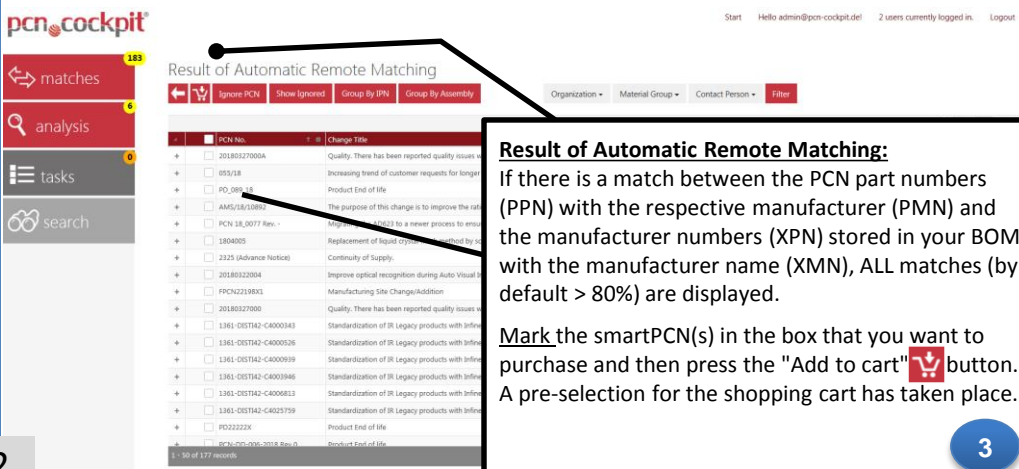 pcn cockpit
Start Hello admin@pcn-cockpit.de! 2 users currently logged in. Logout
183
matches
6
analysis
0
tasks
search
Result of Automatic Remote Matching
Ignore PCN Show Ignored Group By IPN Group By Assembly Organization Material Group Contact Person Filter
PCN No. Change Title
20180327000A Quality. There has been reported quality issues w
055/18 Increasing trend of customer requests for longer
PD_089_18 Product End of life
AMS/18/10892 The purpose of this change is to improve the rat
PCN 18_0077 Rev. - AD623 to a newer process to ensu
1804005 Replacement of liquid method by sc
2325 (Advance Notice) Continuity of Supply.
20180322004 Improve optical recognition during Auto Visual
FPCN22198X1 Manufacturing Site Change/Addition
20180327000 Quality. There has been reported quality issues w
1361-DISTI42-C4000343 Standardization of IR Legacy products with Infine
1361-DISTI42-C4000526 Standardization of IR Legacy products with Infine
1361-DISTI42-C4000939 Standardization of IR Legacy products with Infine
1361-DISTI42-C4003946 Standardization of IR Legacy products with Infine
1361-DISTI42-C4006813 Standardization of IR Legacy products with Infine
1361-DISTI42-C4025759 Standardization of IR Legacy products with Infine
PD22222X Product End of life
PCN-OD-006-2018 Rev 0 Product End of life
1 - 50 of 177 records
Result of Automatic Remote Matching:
If there is a match between the PCN part numbers
(PPN) with the respective manufacturer (PMN) and
the manufacturer numbers (XPN) stored in your BOM
with the manufacturer name (XMN), ALL matches (by
default > 80%) are displayed.
Mark the smartPCN(s) in the box that you want to
purchase and then press the "Add to cart" button.
A pre-selection for the shopping cart has taken place.
3